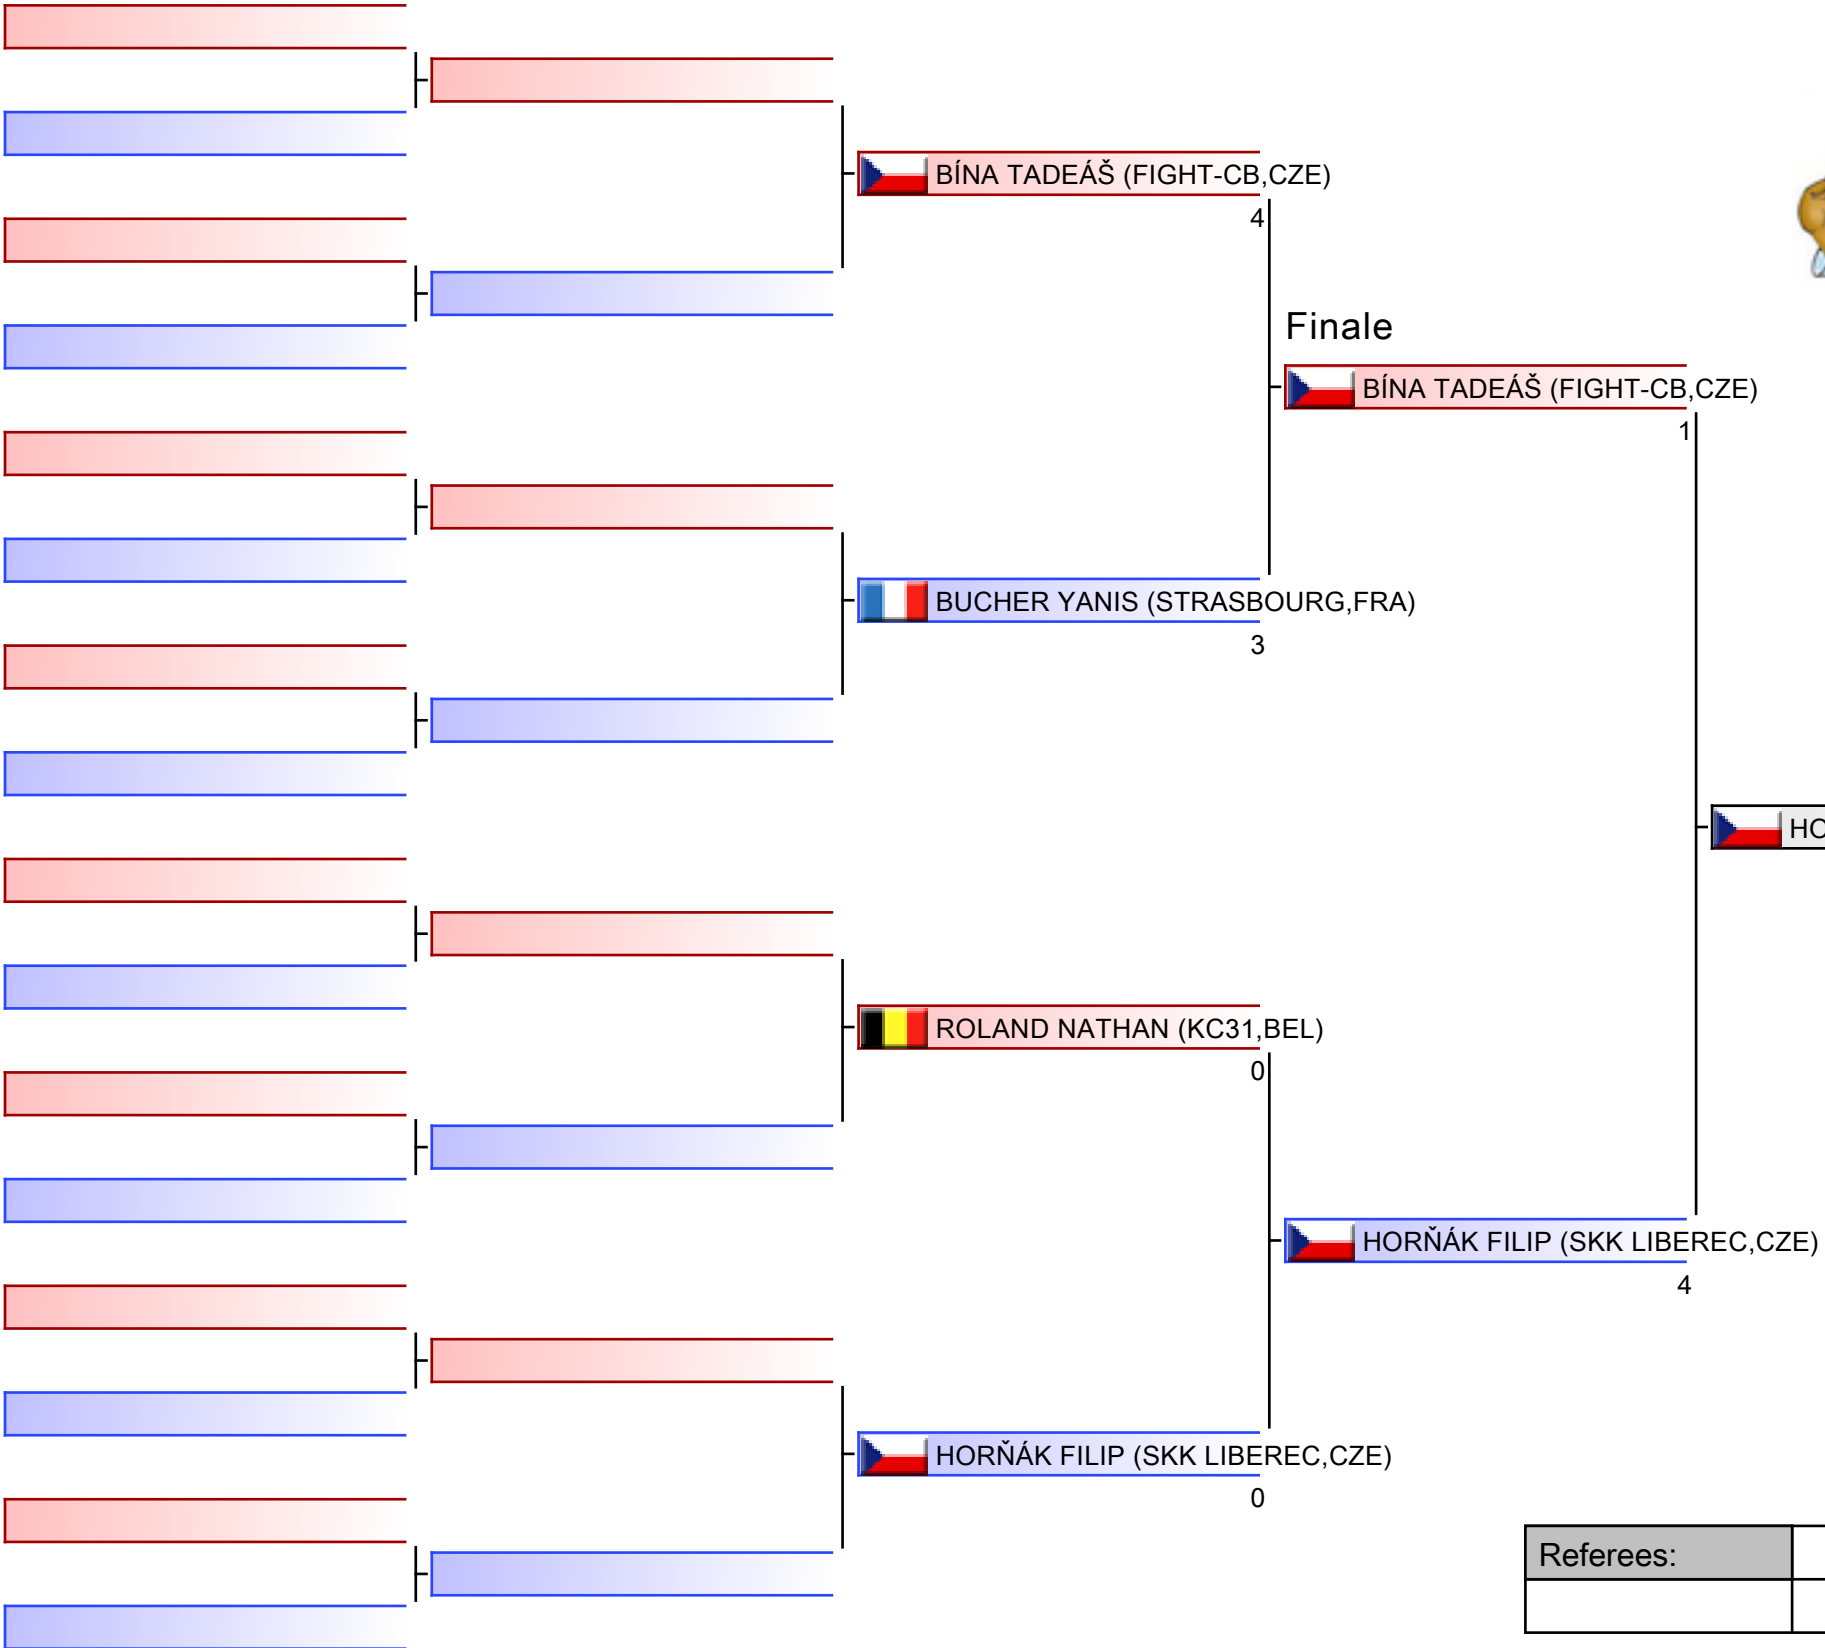 BÍNA TADEÁŠ (FIGHT-CB,CZE)
4
Finale
BÍNA TADEÁŠ (FIGHT-CB,CZE)
1
BUCHER YANIS (STRASBOURG,FRA)
3
HO
ROLAND NATHAN (KC31,BEL)
0
HORŇÁK FILIP (SKK LIBEREC,CZE)
4
HORŇÁK FILIP (SKK LIBEREC,CZE)
0
Referees: